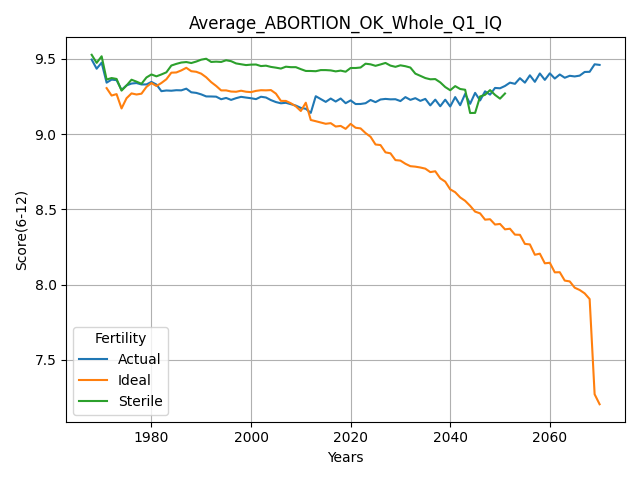 Average_ABORTION_OK_Whole_Q1_IQ
Score(6-12)
9.5
9.0
8.5
8.0
7.5
Fertility
Actual
Ideal
Sterile
1980 2000 2020 2040 2060
Years